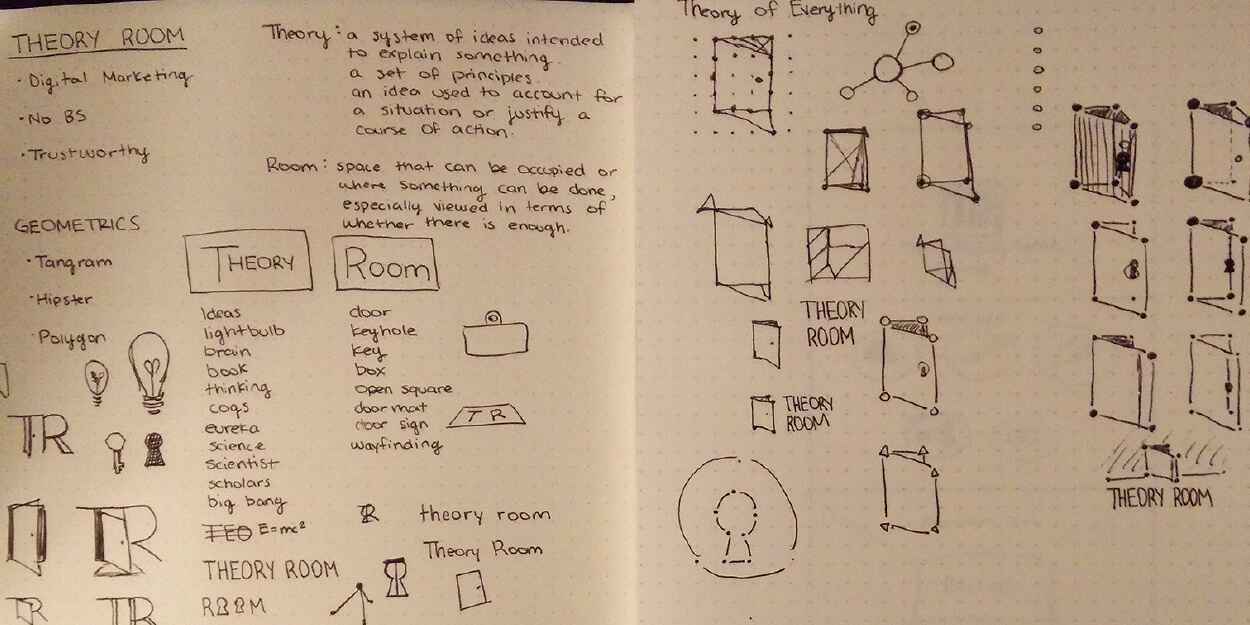 THEORY ROOM
· Digital Marketing
· No BS
· Trustworthy
Theory: a system of ideas intended
to explain something.
a set of principles.
an idea used to account for
a situation or justify a
course of action.
Room: space that can be occupied or
where something can be done,
especially viewed in terms of
whether there is enough.
GEOMETRICS
· Tangram
· Hipster
· Polygon
THEORY
Ideas
lightbulb
brain
book
thinking
cogs
eureka
science
scientist
scholars
big bang
E=mc²
Room
door
keyhole
key
box
open square
door mat
door sign
wayfinding
TR
TR
TR
TR
TR
TR
TR
theory room
Theory Room
THEORY ROOM
ROOM
Theory of Everything
THEORY
ROOM
THEORY
ROOM
THEORY ROOM